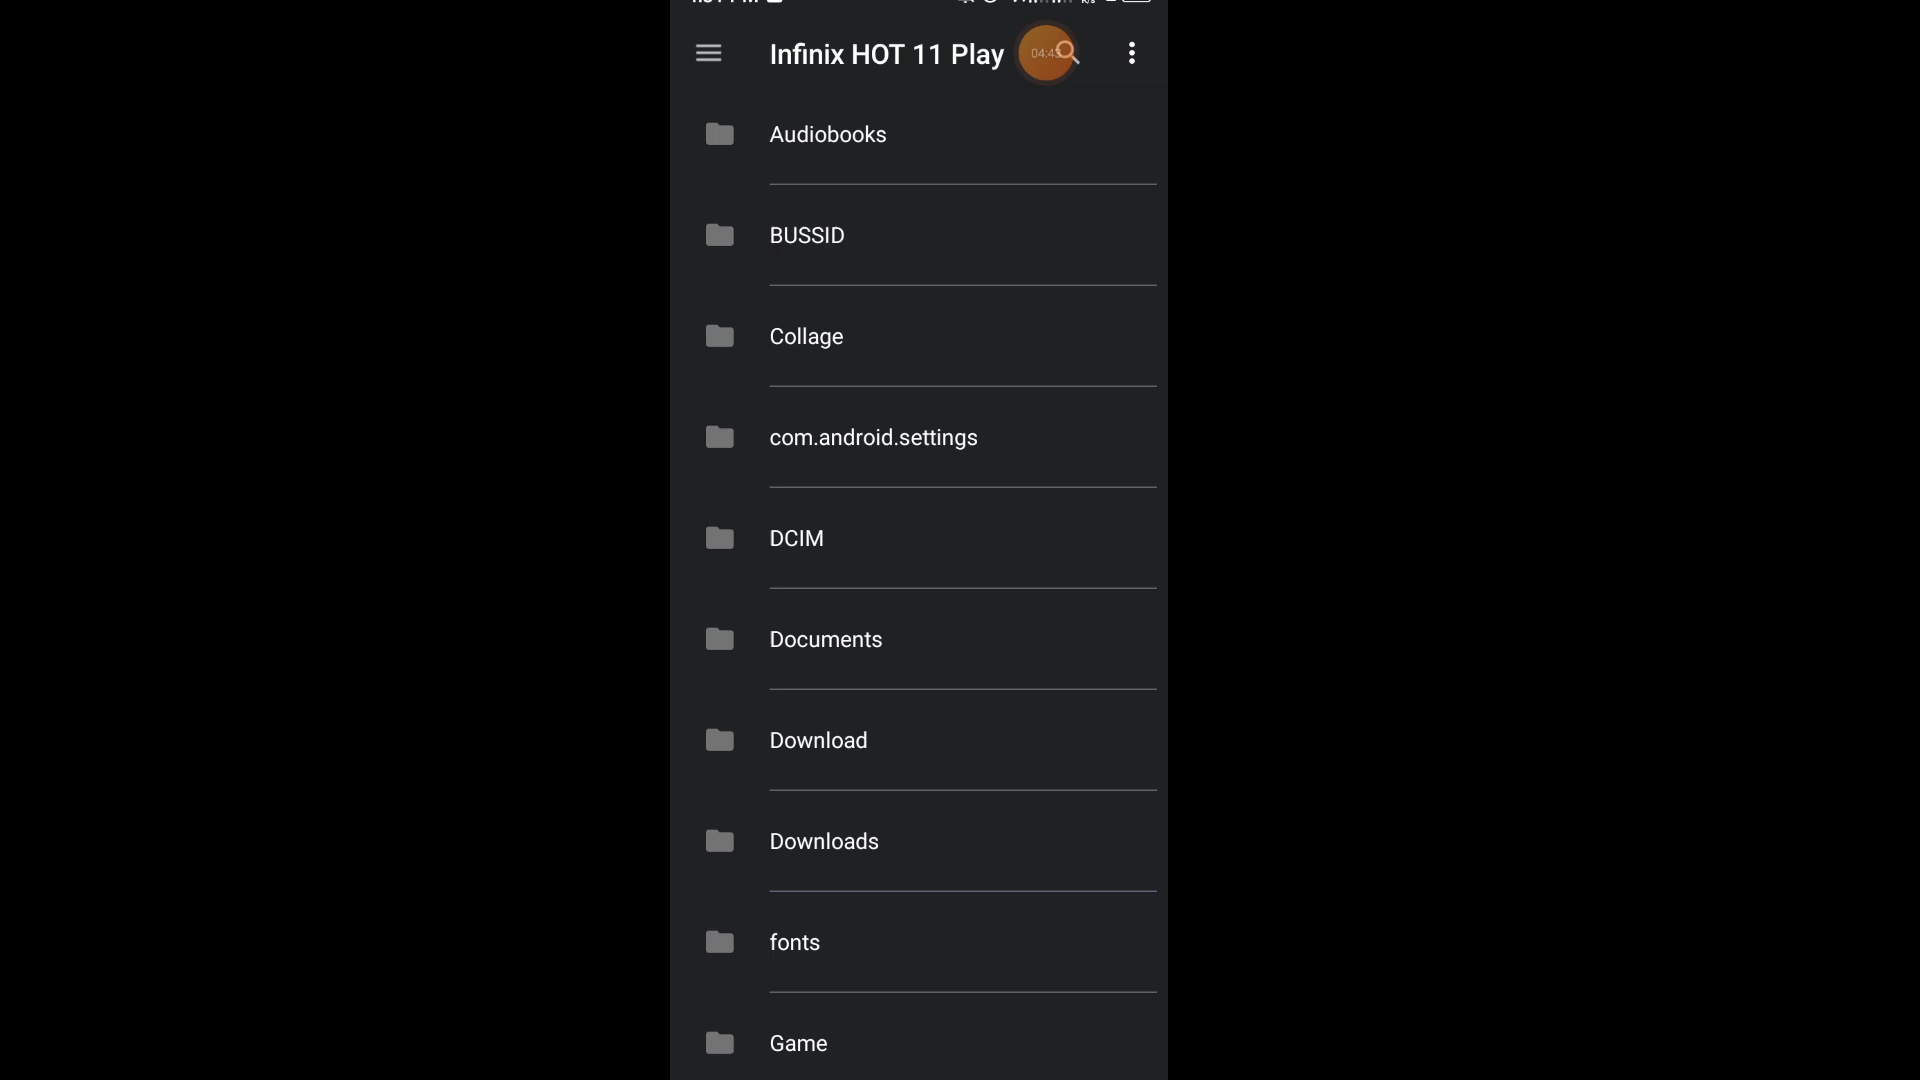 Infinix HOT 11 Play
Audiobooks
BUSSID
Collage
com.android.settings
DCIM
Documents
Download
Downloads
fonts
Game